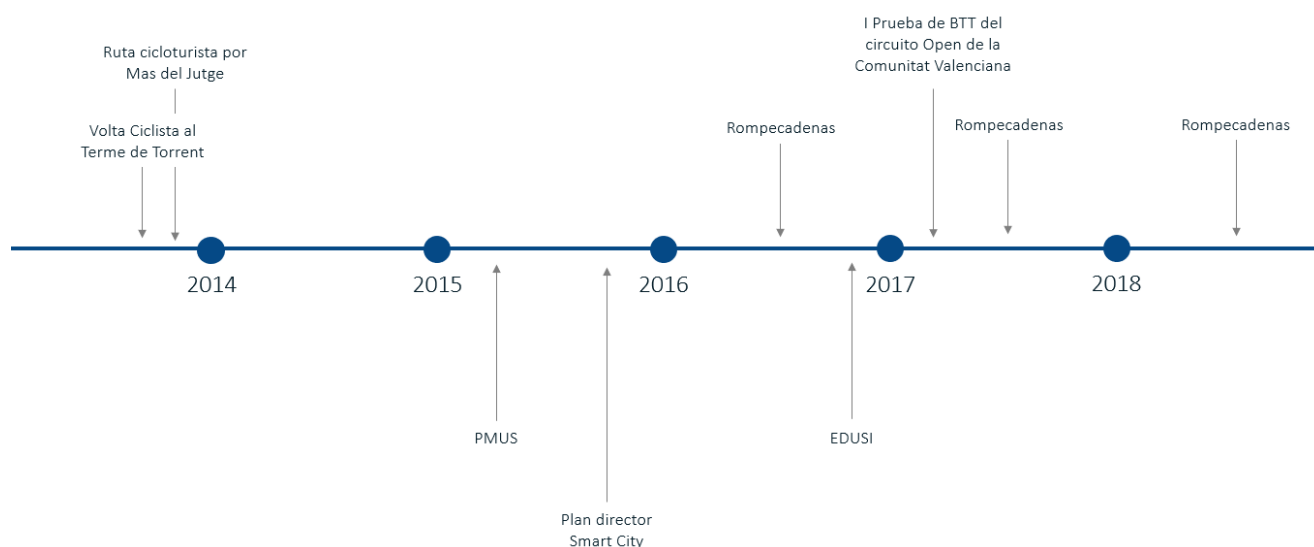 Ruta cicloturista por
Mas del Jutge
Volta Ciclista al
Terme de Torrent
I Prueba de BTT del
circuito Open de la
Comunitat Valenciana
Rompecadenas
Rompecadenas
Rompecadenas
2014
2015
2016
2017
2018
PMUS
EDUSI
Plan director
Smart City